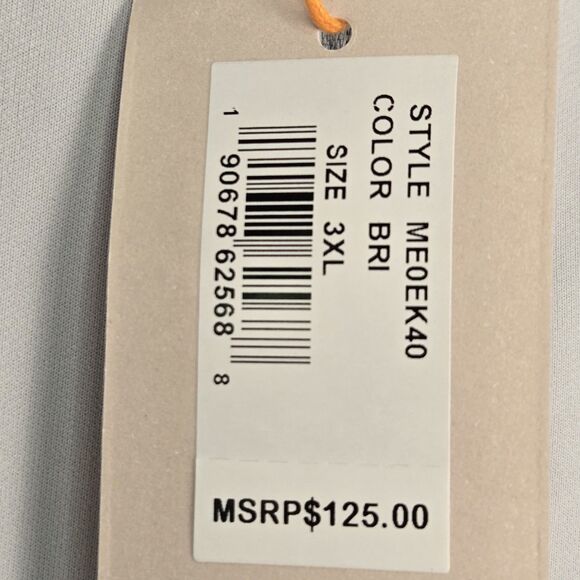 STYLE ME0EK40
COLOR BRI
SIZE 3XL
1 90678 62568 8
MSRP$125.00